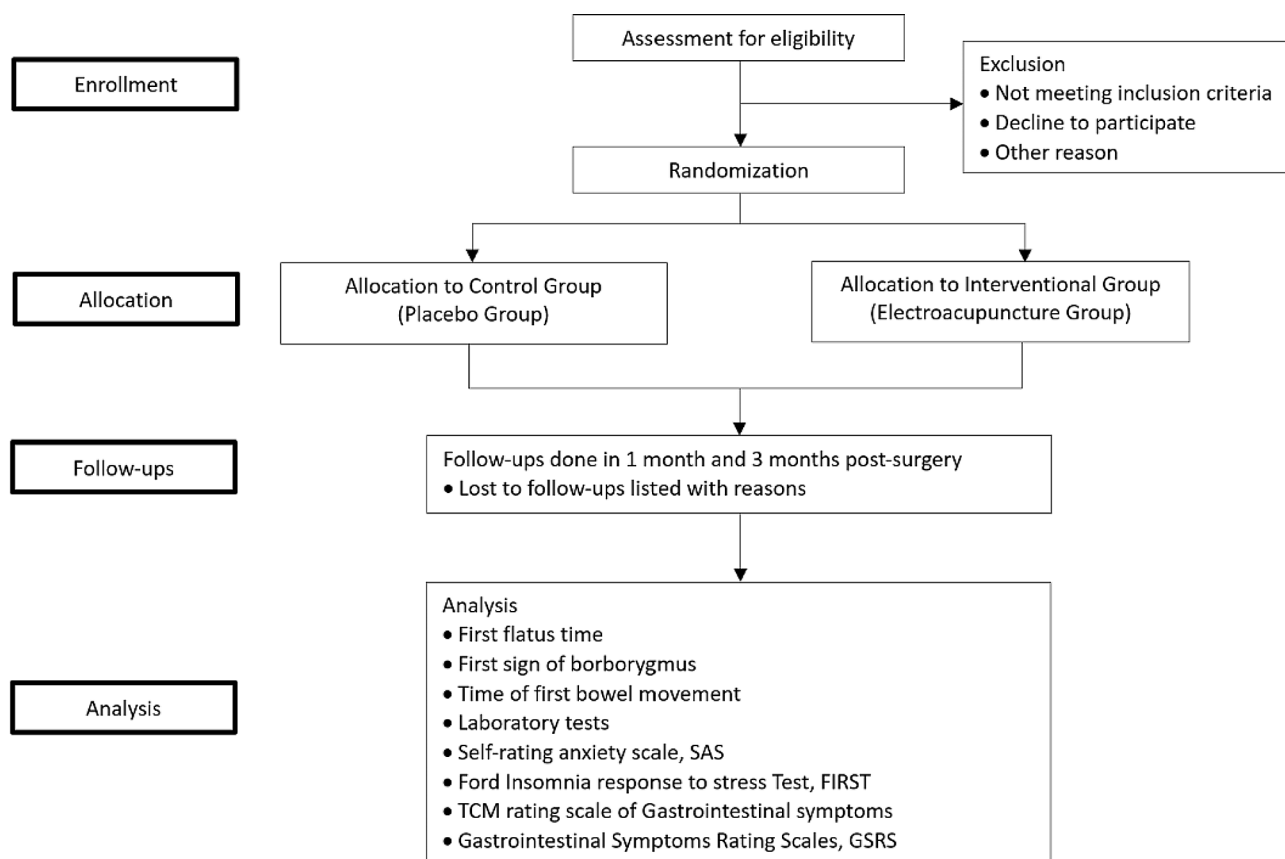 Assessment for eligibility
Enrollment
Exclusion
● Not meeting inclusion criteria
● Decline to participate
● Other reason
Randomization
Allocation
Allocation to Control Group
(Placebo Group)
Allocation to Interventional Group
(Electroacupuncture Group)
Follow-ups
Follow-ups done in 1 month and 3 months post-surgery
● Lost to follow-ups listed with reasons
Analysis
Analysis
● First flatus time
● First sign of borborygmus
● Time of first bowel movement
● Laboratory tests
● Self-rating anxiety scale, SAS
● Ford Insomnia response to stress Test, FIRST
● TCM rating scale of Gastrointestinal symptoms
● Gastrointestinal Symptoms Rating Scales, GSRS